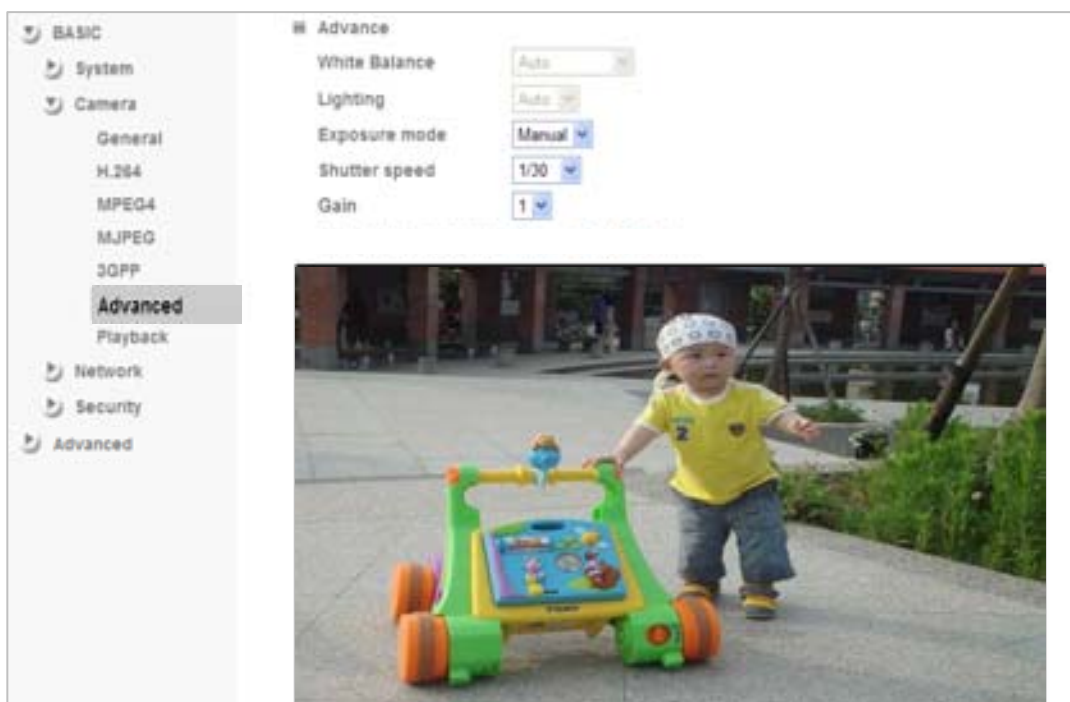 BASIC
System
Camera
General
H.264
MPEG4
MJPEG
3GPP
Advanced
Playback
Network
Security
Advanced
Advance
White Balance Auto
Lighting Auto
Exposure mode Manual
Shutter speed 1/30
Gain 1
2